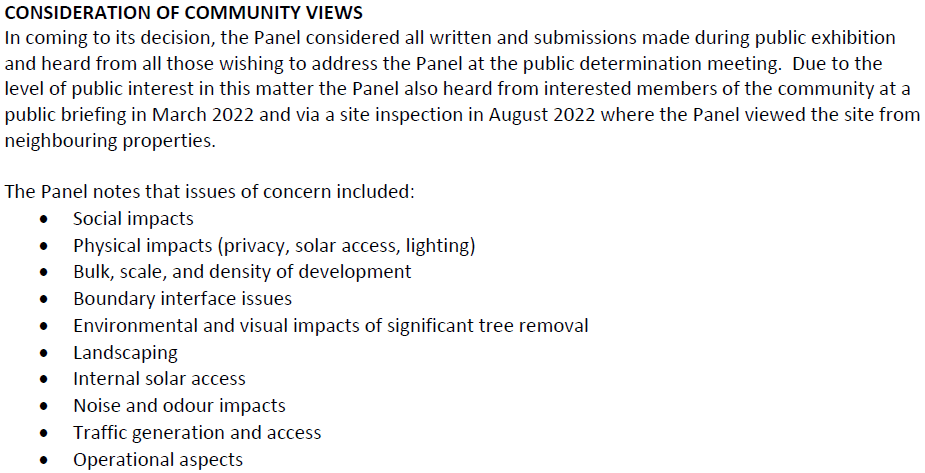 CONSIDERATION OF COMMUNITY VIEWS
In coming to its decision, the Panel considered all written and submissions made during public exhibition
and heard from all those wishing to address the Panel at the public determination meeting.  Due to the
level of public interest in this matter the Panel also heard from interested members of the community at a
public briefing in March 2022 and via a site inspection in August 2022 where the Panel viewed the site from
neighbouring properties.
The Panel notes that issues of concern included:
• Social impacts
• Physical impacts (privacy, solar access, lighting)
• Bulk, scale, and density of development
• Boundary interface issues
• Environmental and visual impacts of significant tree removal
• Landscaping
• Internal solar access
• Noise and odour impacts
• Traffic generation and access
• Operational aspects